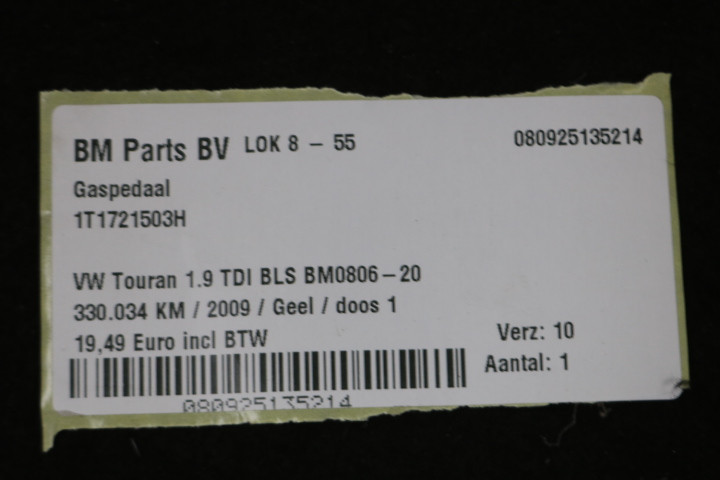 BM Parts BV LOK 8 - 55 080925135214
Gaspedaal
1T1721503H
VW Touran 1.9 TDI BLS BM0806-20
330.034 KM / 2009 / Geel / doos 1
19,49 Euro incl BTW Verz: 10
Aantal: 1
080925135214